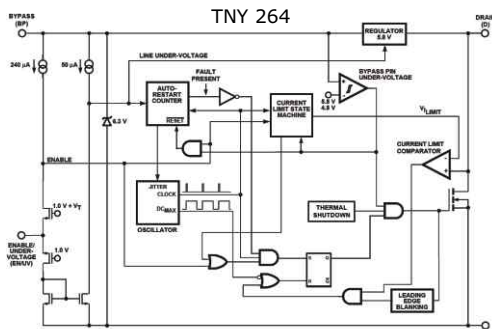 TNY 264
BYPASS (BP)
DRAIN (D)
REGULATOR 5.8 V
LINE UNDER-VOLTAGE
240 µA
50 µA
FAULT PRESENT
BYPASS PIN UNDER-VOLTAGE
AUTO-RESTART COUNTER
RESET
6.3 V
CURRENT LIMIT STATE MACHINE
5.8 V
4.8 V
VI LIMIT
CURRENT LIMIT COMPARATOR
ENABLE
JITTER
CLOCK
DCMAX
OSCILLATOR
1.0 V + VT
THERMAL SHUTDOWN
ENABLE/UNDER-VOLTAGE (EN/UV)
1.0 V
LEADING EDGE BLANKING